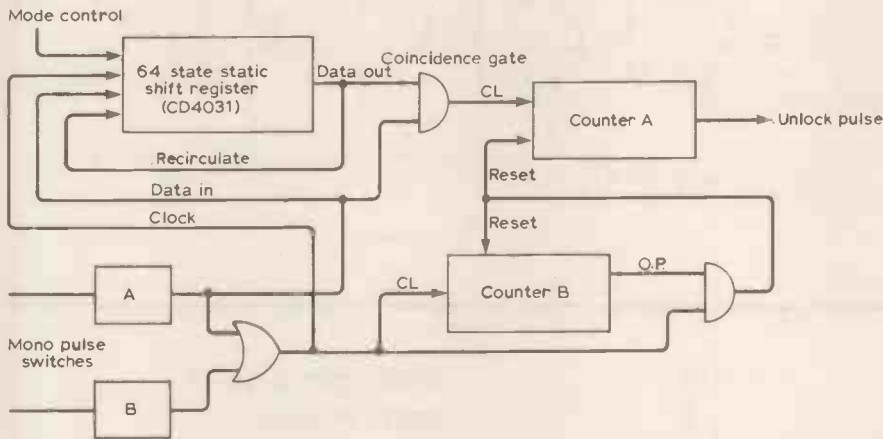 Mode control
64 state static
shift register
(CD4031)
Data out
Coincidence gate
CL
Counter A
Unlock pulse
Recirculate
Data in
Clock
Reset
Reset
A
CL
Counter B
O.P.
Mono pulse
switches
B